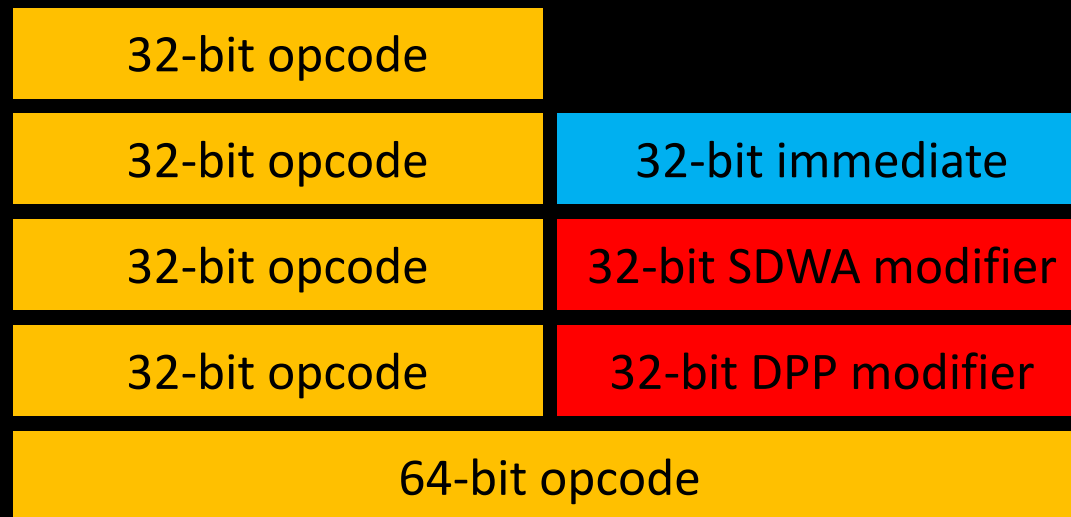 32-bit opcode
32-bit opcode 32-bit immediate
32-bit opcode 32-bit SDWA modifier
32-bit opcode 32-bit DPP modifier
64-bit opcode